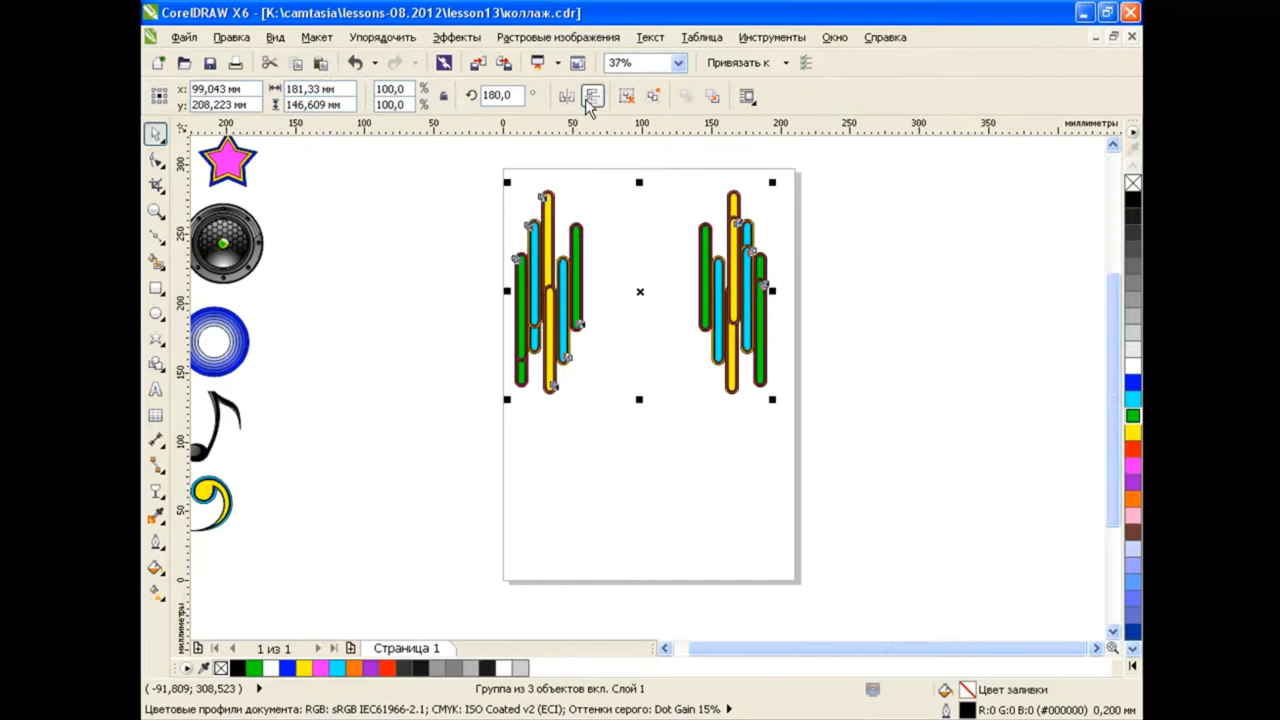 CorelDRAW X6 - [K:\camtasia\lessons-08.2012\lesson13\коллаж.cdr]
Файл Правка Вид Макет Упорядочить Эффекты Растровые изображения Текст Таблица Инструменты Окно Справка
37% Привязать к
x: 99,043 мм 181,33 мм 100,0 % 180,0 °
y: 208,223 мм 146,609 мм 100,0 %
200 150 100 50 0 50 100 150 200 250 300 350 миллиметры
300
250
200
150
100
50
0
миллиметры
1 из 1 Страница 1
(-91,809; 308,523) Группа из 3 объектов вкл. Слой 1 Цвет заливки
Цветовые профили документа: RGB: sRGB IEC61966-2.1; CMYK: ISO Coated v2 (ECI); Оттенки серого: Dot Gain 15% R:0 G:0 B:0 (#000000) 0,200 мм